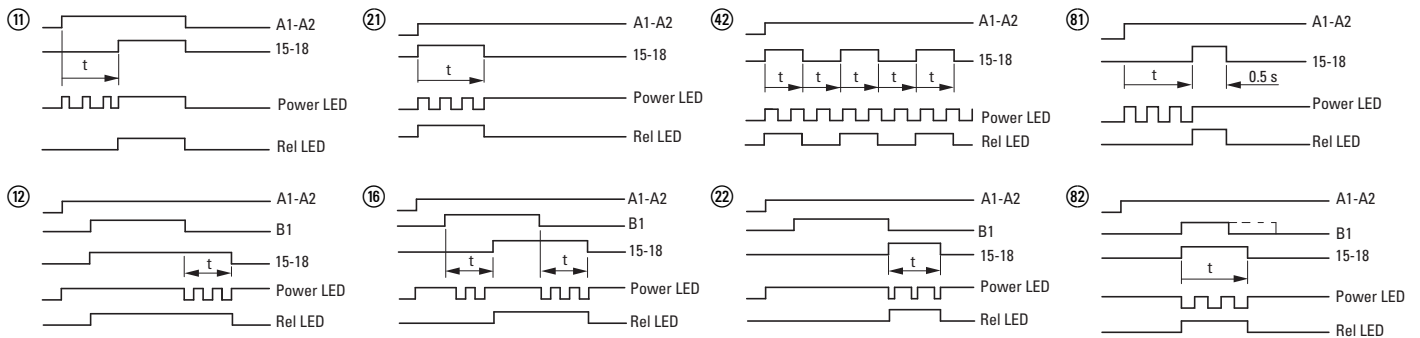 11
A1-A2
15-18
t
Power LED
Rel LED
21
A1-A2
15-18
t
Power LED
Rel LED
42
A1-A2
15-18
t t t t t
Power LED
Rel LED
81
A1-A2
15-18
t 0.5 s
Power LED
Rel LED
12
A1-A2
B1
15-18
t
Power LED
Rel LED
16
A1-A2
B1
15-18
t t
Power LED
Rel LED
22
A1-A2
B1
15-18
t
Power LED
Rel LED
82
A1-A2
B1
15-18
t
Power LED
Rel LED